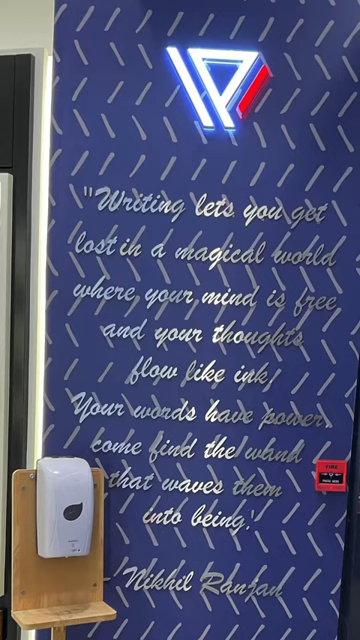 "Writing lets you get
lost in a magical world
where your mind is free
and your thoughts
flow like ink,
Your words have power,
come find the wand
that waves them
into being."
- Nikhil Ranjan
FIRE